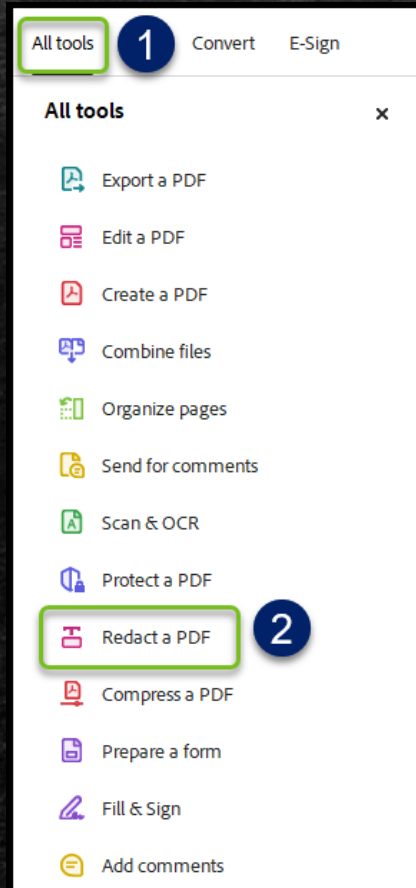 All tools 1 Convert E-Sign
All tools
Export a PDF
Edit a PDF
Create a PDF
Combine files
Organize pages
Send for comments
Scan & OCR
Protect a PDF
Redact a PDF 2
Compress a PDF
Prepare a form
Fill & Sign
Add comments